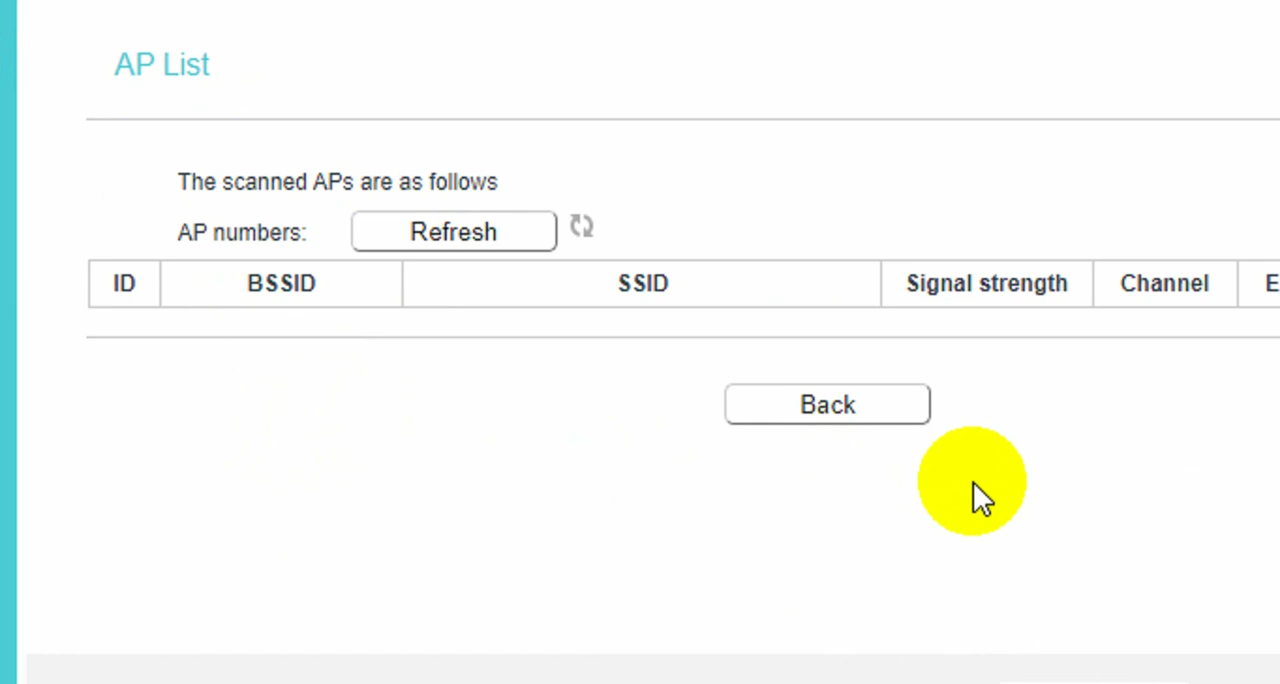 AP List
The scanned APs are as follows
AP numbers: Refresh
ID BSSID SSID Signal strength Channel E
Back